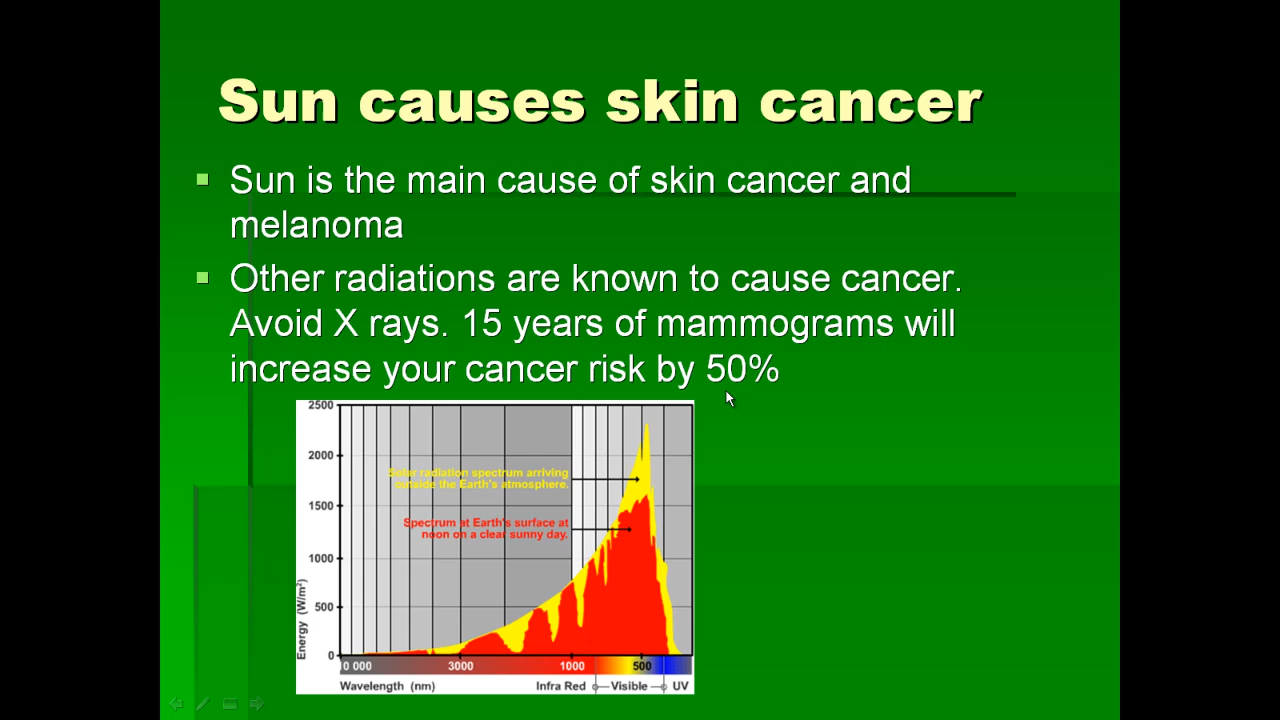 Sun causes skin cancer
Sun is the main cause of skin cancer and
melanoma
Other radiations are known to cause cancer.
Avoid X rays. 15 years of mammograms will
increase your cancer risk by 50%
2500
2000
1500
1000
500
0
Energy (W/m²)
Solar radiation spectrum arriving
outside the Earth's atmosphere.
Spectrum at Earth's surface at
noon on a clear sunny day.
10 000 3000 1000 500
Wavelength (nm) Infra Red Visible UV